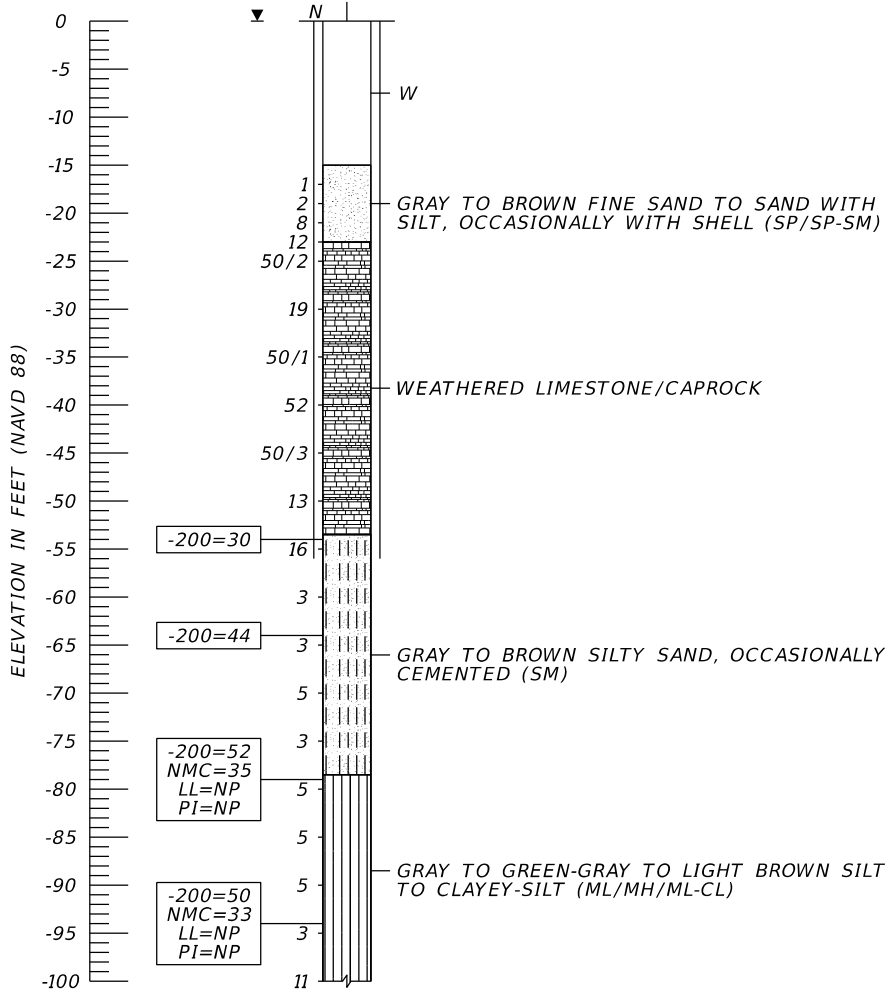 N
0
-5
W
-10
-15
1
GRAY TO BROWN FINE SAND TO SAND WITH
SILT, OCCASIONALLY WITH SHELL (SP/SP-SM)
2
-20
8
12
-25
50/2
-30
19
-35
50/1
WEATHERED LIMESTONE/CAPROCK
-40
52
-45
50/3
-50
13
-200=30
-55
16
-60
3
-200=44
-65
3
GRAY TO BROWN SILTY SAND, OCCASIONALLY
CEMENTED (SM)
-70
5
-75
3
-200=52
NMC=35
LL=NP
PI=NP
-80
5
-85
5
GRAY TO GREEN-GRAY TO LIGHT BROWN SILT
TO CLAYEY-SILT (ML/MH/ML-CL)
-90
5
-200=50
NMC=33
LL=NP
PI=NP
-95
3
-100
11
ELEVATION IN FEET (NAVD 88)